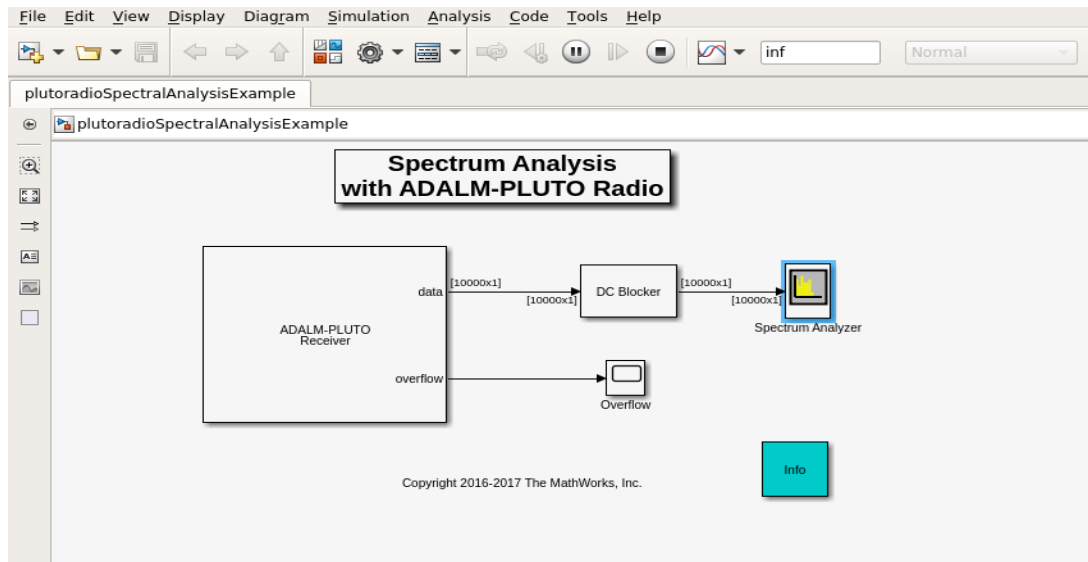 File Edit View Display Diagram Simulation Analysis Code Tools Help
inf Normal
plutoradioSpectralAnalysisExample
plutoradioSpectralAnalysisExample
Spectrum Analysis
with ADALM-PLUTO Radio
data [10000x1] [10000x1] DC Blocker [10000x1] [10000x1]
Spectrum Analyzer
ADALM-PLUTO
Receiver
overflow
Overflow
Info
Copyright 2016-2017 The MathWorks, Inc.